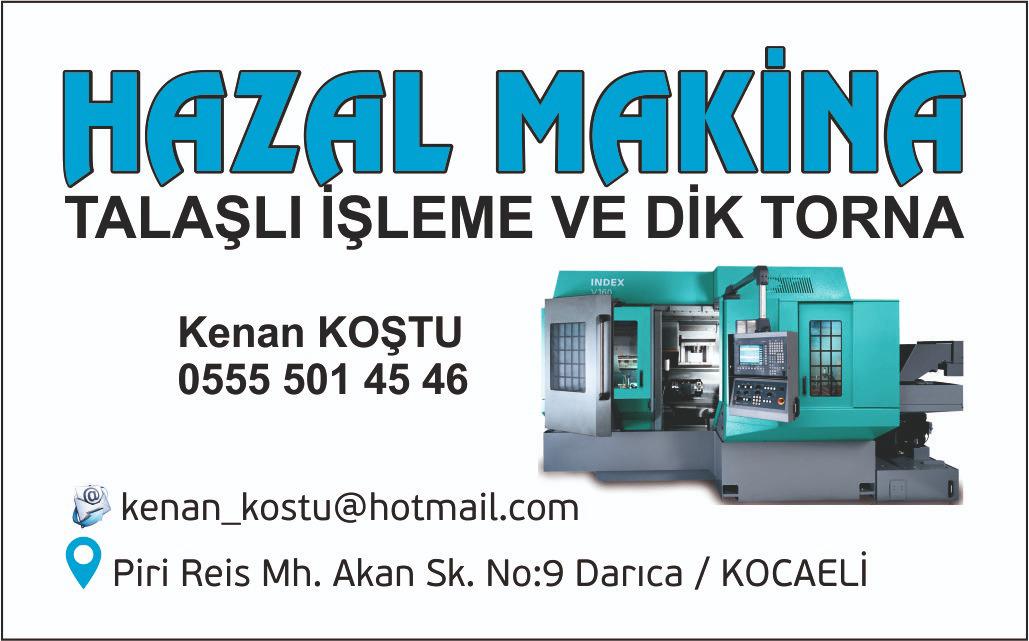 HAZAL MAKİNA
TALAŞLI İŞLEME VE DİK TORNA
INDEX
V160
Kenan KOŞTU
0555 501 45 46
kenan_kostu@hotmail.com
Piri Reis Mh. Akan Sk. No:9 Darıca / KOCAELİ